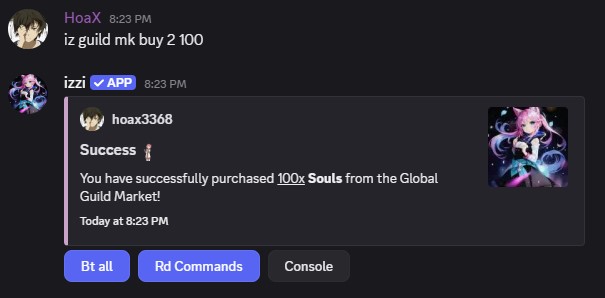 HoaX 8:23 PM
iz guild mk buy 2 100
izzi ✓ APP 8:23 PM
hoax3368
Success
You have successfully purchased 100x Souls from the Global
Guild Market!
Today at 8:23 PM
Bt all Rd Commands Console